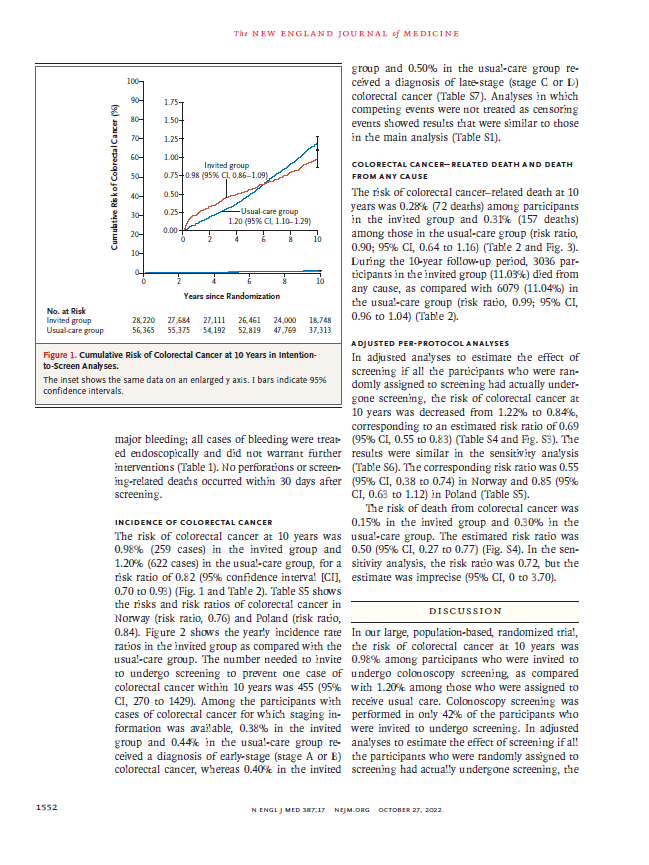 The NEW ENGLAND JOURNAL of MEDICINE
Cumulative Risk of Colorectal Cancer (%)
100
90
80
70
60
50
40
30
20
10
0
0 2 4 6 8 10
1.75
1.50
1.25
1.00
0.75
0.50
0.25
0.00
0 2 4 6 8 10
Invited group
0.98 (95% CI, 0.86–1.09)
Usual-care group
1.20 (95% CI, 1.10–1.29)
Years since Randomization
No. at Risk
Invited group 28,220 27,684 27,111 26,461 24,000 18,748
Usual-care group 56,365 55,375 54,192 52,819 47,769 37,313
Figure 1. Cumulative Risk of Colorectal Cancer at 10 Years in Intention-
to-Screen Analyses.
The inset shows the same data on an enlarged y axis. I bars indicate 95%
confidence intervals.
major bleeding; all cases of bleeding were treat-
ed endoscopically and did not warrant further
interventions (Table 1). No perforations or screen-
ing-related deaths occurred within 30 days after
screening.
INCIDENCE OF COLORECTAL CANCER
The risk of colorectal cancer at 10 years was
0.98% (259 cases) in the invited group and
1.20% (622 cases) in the usual-care group, for a
risk ratio of 0.82 (95% confidence interval [CI],
0.70 to 0.93) (Fig. 1 and Table 2). Table S5 shows
the risks and risk ratios of colorectal cancer in
Norway (risk ratio, 0.76) and Poland (risk ratio,
0.84). Figure 2 shows the yearly incidence rate
ratios in the invited group as compared with the
usual-care group. The number needed to invite
to undergo screening to prevent one case of
colorectal cancer within 10 years was 455 (95%
CI, 270 to 1429). Among the participants with
cases of colorectal cancer for which staging in-
formation was available, 0.38% in the invited
group and 0.44% in the usual-care group re-
ceived a diagnosis of early-stage (stage A or B)
colorectal cancer, whereas 0.40% in the invited
group and 0.50% in the usual-care group re-
ceived a diagnosis of late-stage (stage C or D)
colorectal cancer (Table S7). Analyses in which
competing events were not treated as censoring
events showed results that were similar to those
in the main analysis (Table S1).
COLORECTAL CANCER–RELATED DEATH AND DEATH
FROM ANY CAUSE
The risk of colorectal cancer–related death at 10
years was 0.28% (72 deaths) among participants
in the invited group and 0.31% (157 deaths)
among those in the usual-care group (risk ratio,
0.90; 95% CI, 0.64 to 1.16) (Table 2 and Fig. 3).
During the 10-year follow-up period, 3036 par-
ticipants in the invited group (11.03%) died from
any cause, as compared with 6079 (11.04%) in
the usual-care group (risk ratio, 0.99; 95% CI,
0.96 to 1.04) (Table 2).
ADJUSTED PER-PROTOCOL ANALYSES
In adjusted analyses to estimate the effect of
screening if all the participants who were ran-
domly assigned to screening had actually under-
gone screening, the risk of colorectal cancer at
10 years was decreased from 1.22% to 0.84%,
corresponding to an estimated risk ratio of 0.69
(95% CI, 0.55 to 0.83) (Table S4 and Fig. S3). The
results were similar in the sensitivity analysis
(Table S6). The corresponding risk ratio was 0.55
(95% CI, 0.38 to 0.74) in Norway and 0.85 (95%
CI, 0.63 to 1.12) in Poland (Table S5).
The risk of death from colorectal cancer was
0.15% in the invited group and 0.30% in the
usual-care group. The estimated risk ratio was
0.50 (95% CI, 0.27 to 0.77) (Fig. S4). In the sen-
sitivity analysis, the risk ratio was 0.72, but the
estimate was imprecise (95% CI, 0 to 3.70).
DISCUSSION
In our large, population-based, randomized trial,
the risk of colorectal cancer at 10 years was
0.98% among participants who were invited to
undergo colonoscopy screening, as compared
with 1.20% among those who were assigned to
receive usual care. Colonoscopy screening was
performed in only 42% of the participants who
were invited to undergo screening. In adjusted
analyses to estimate the effect of screening if all
the participants who were randomly assigned to
screening had actually undergone screening, the
1552
N ENGL J MED 387;17 NEJM.ORG OCTOBER 27, 2022